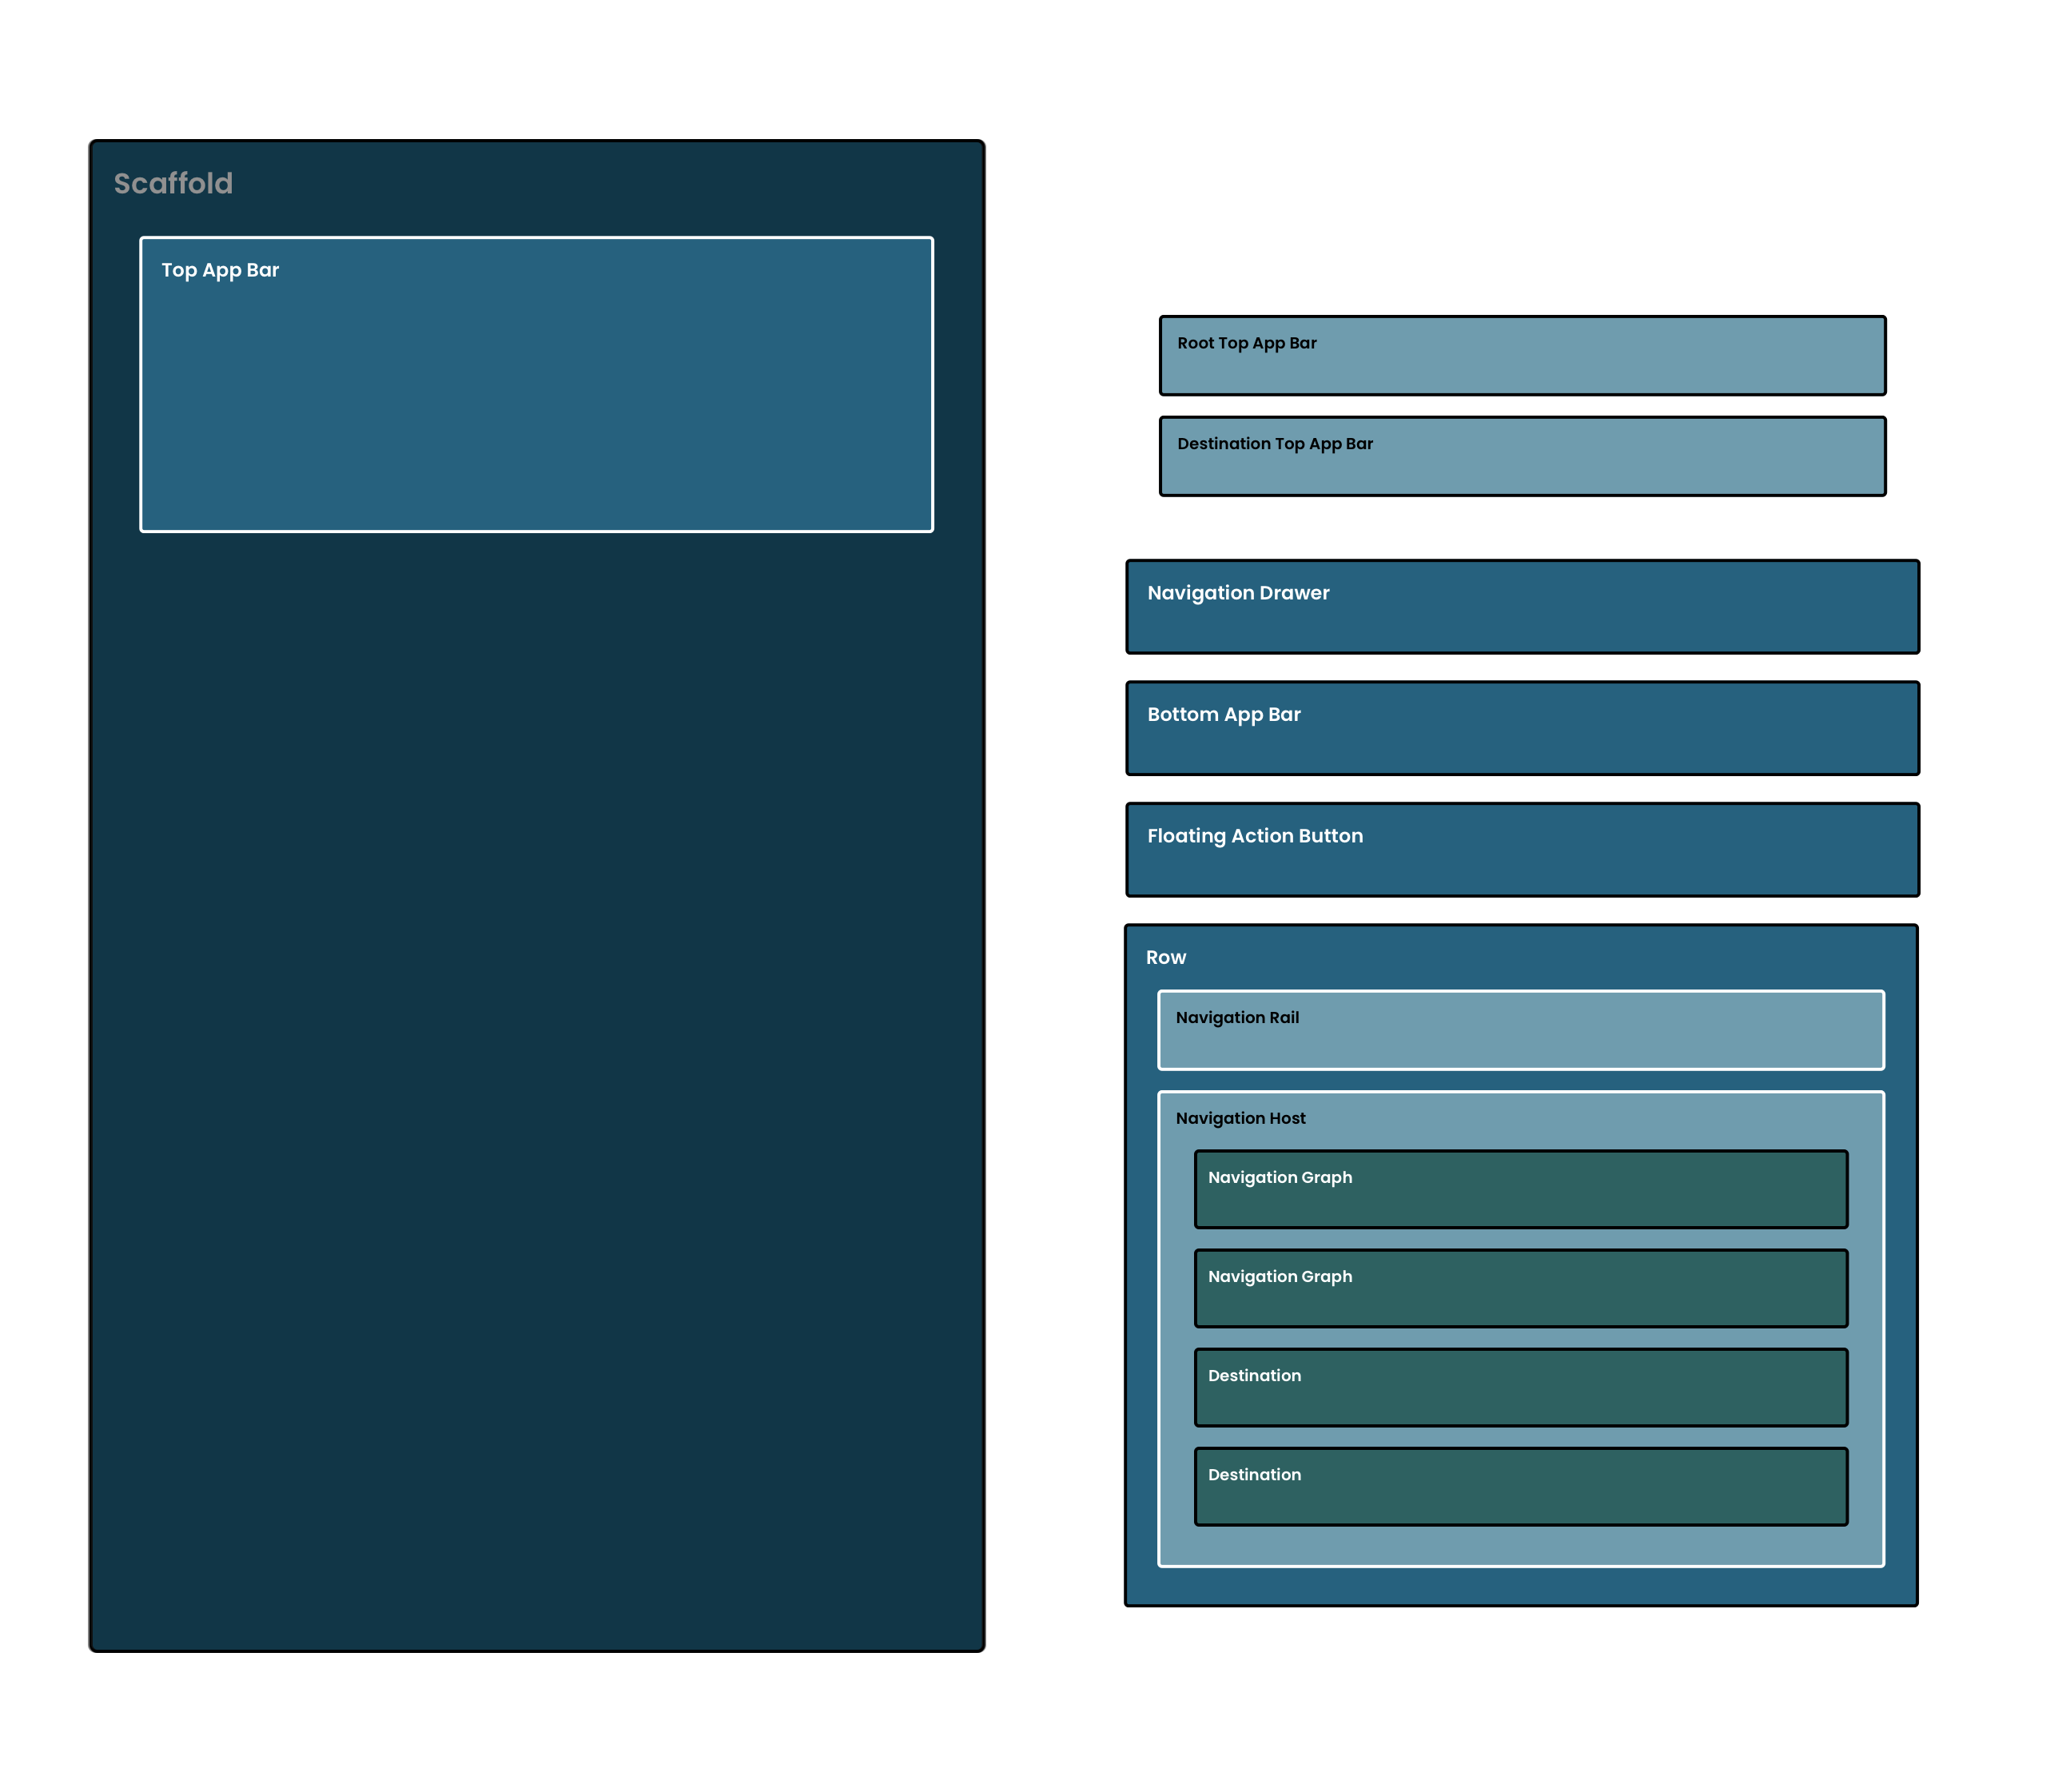 Scaffold
Top App Bar
Root Top App Bar
Destination Top App Bar
Navigation Drawer
Bottom App Bar
Floating Action Button
Row
Navigation Rail
Navigation Host
Navigation Graph
Navigation Graph
Destination
Destination